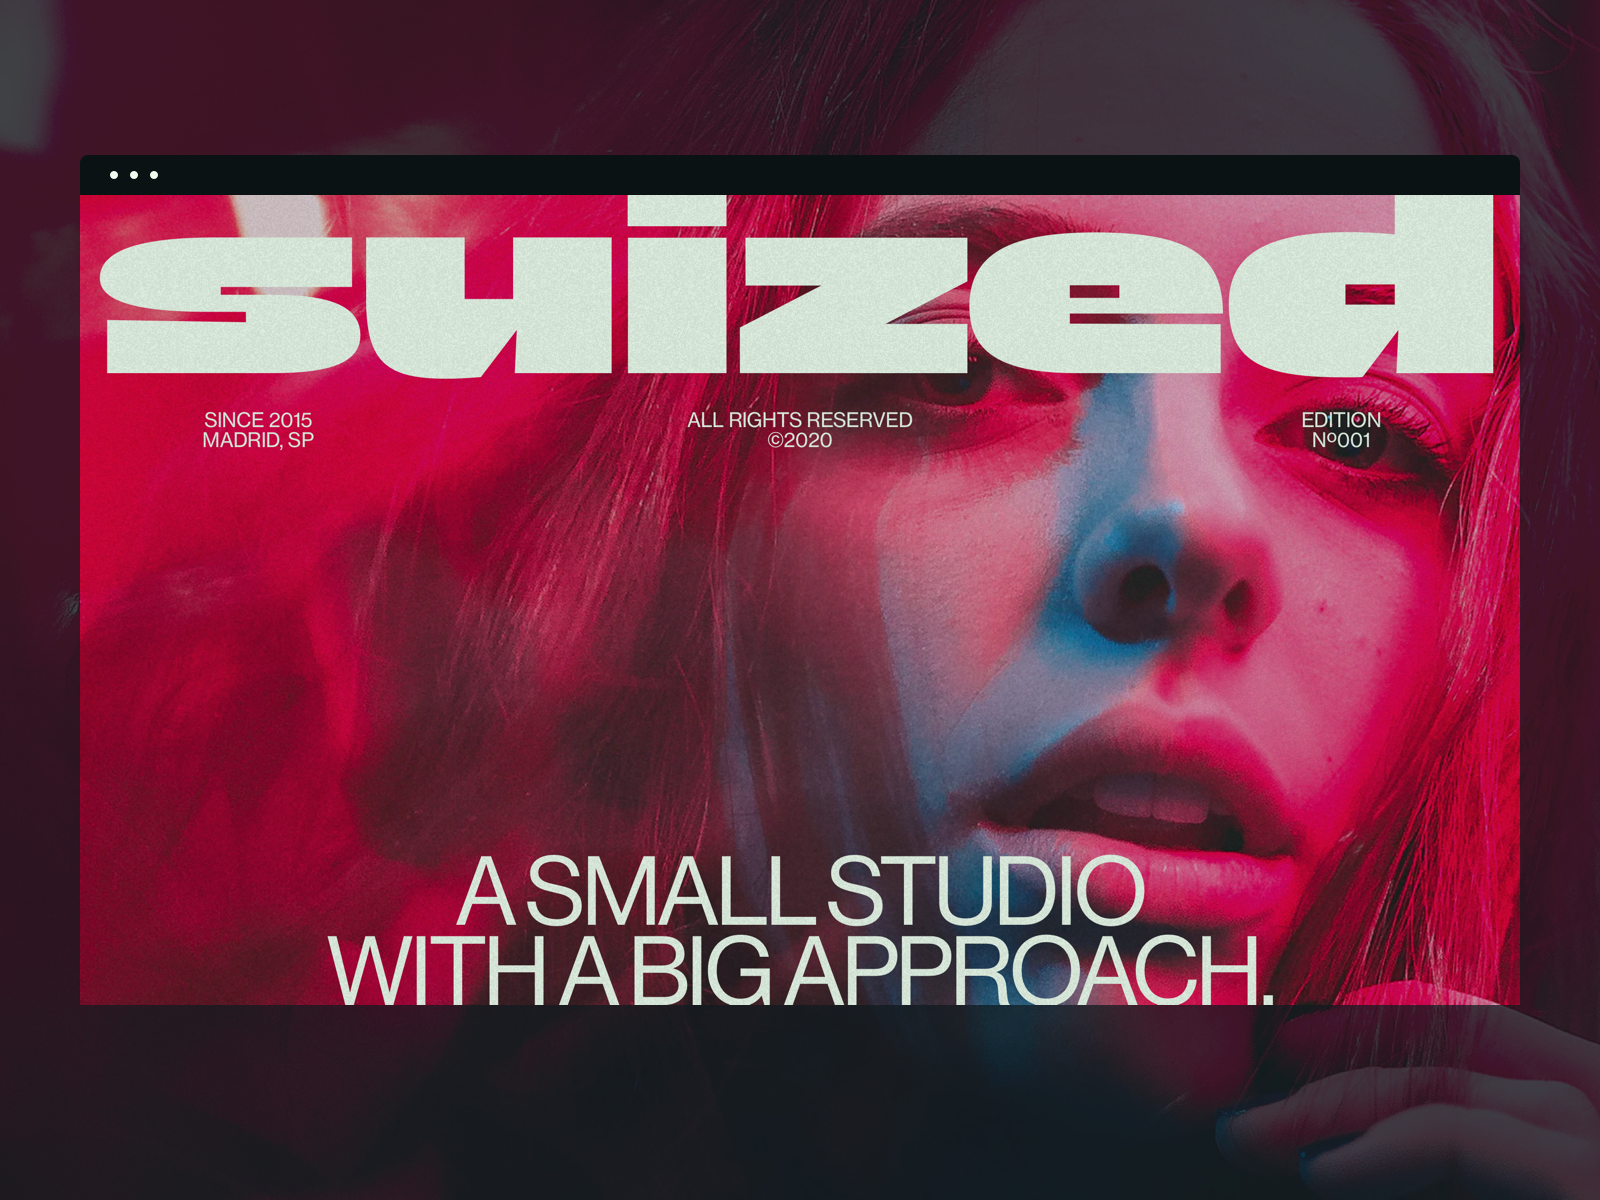 suized
SINCE 2015
MADRID, SP
ALL RIGHTS RESERVED
©2020
EDITION
Nº001
A SMALL STUDIO
WITH A BIG APPROACH.